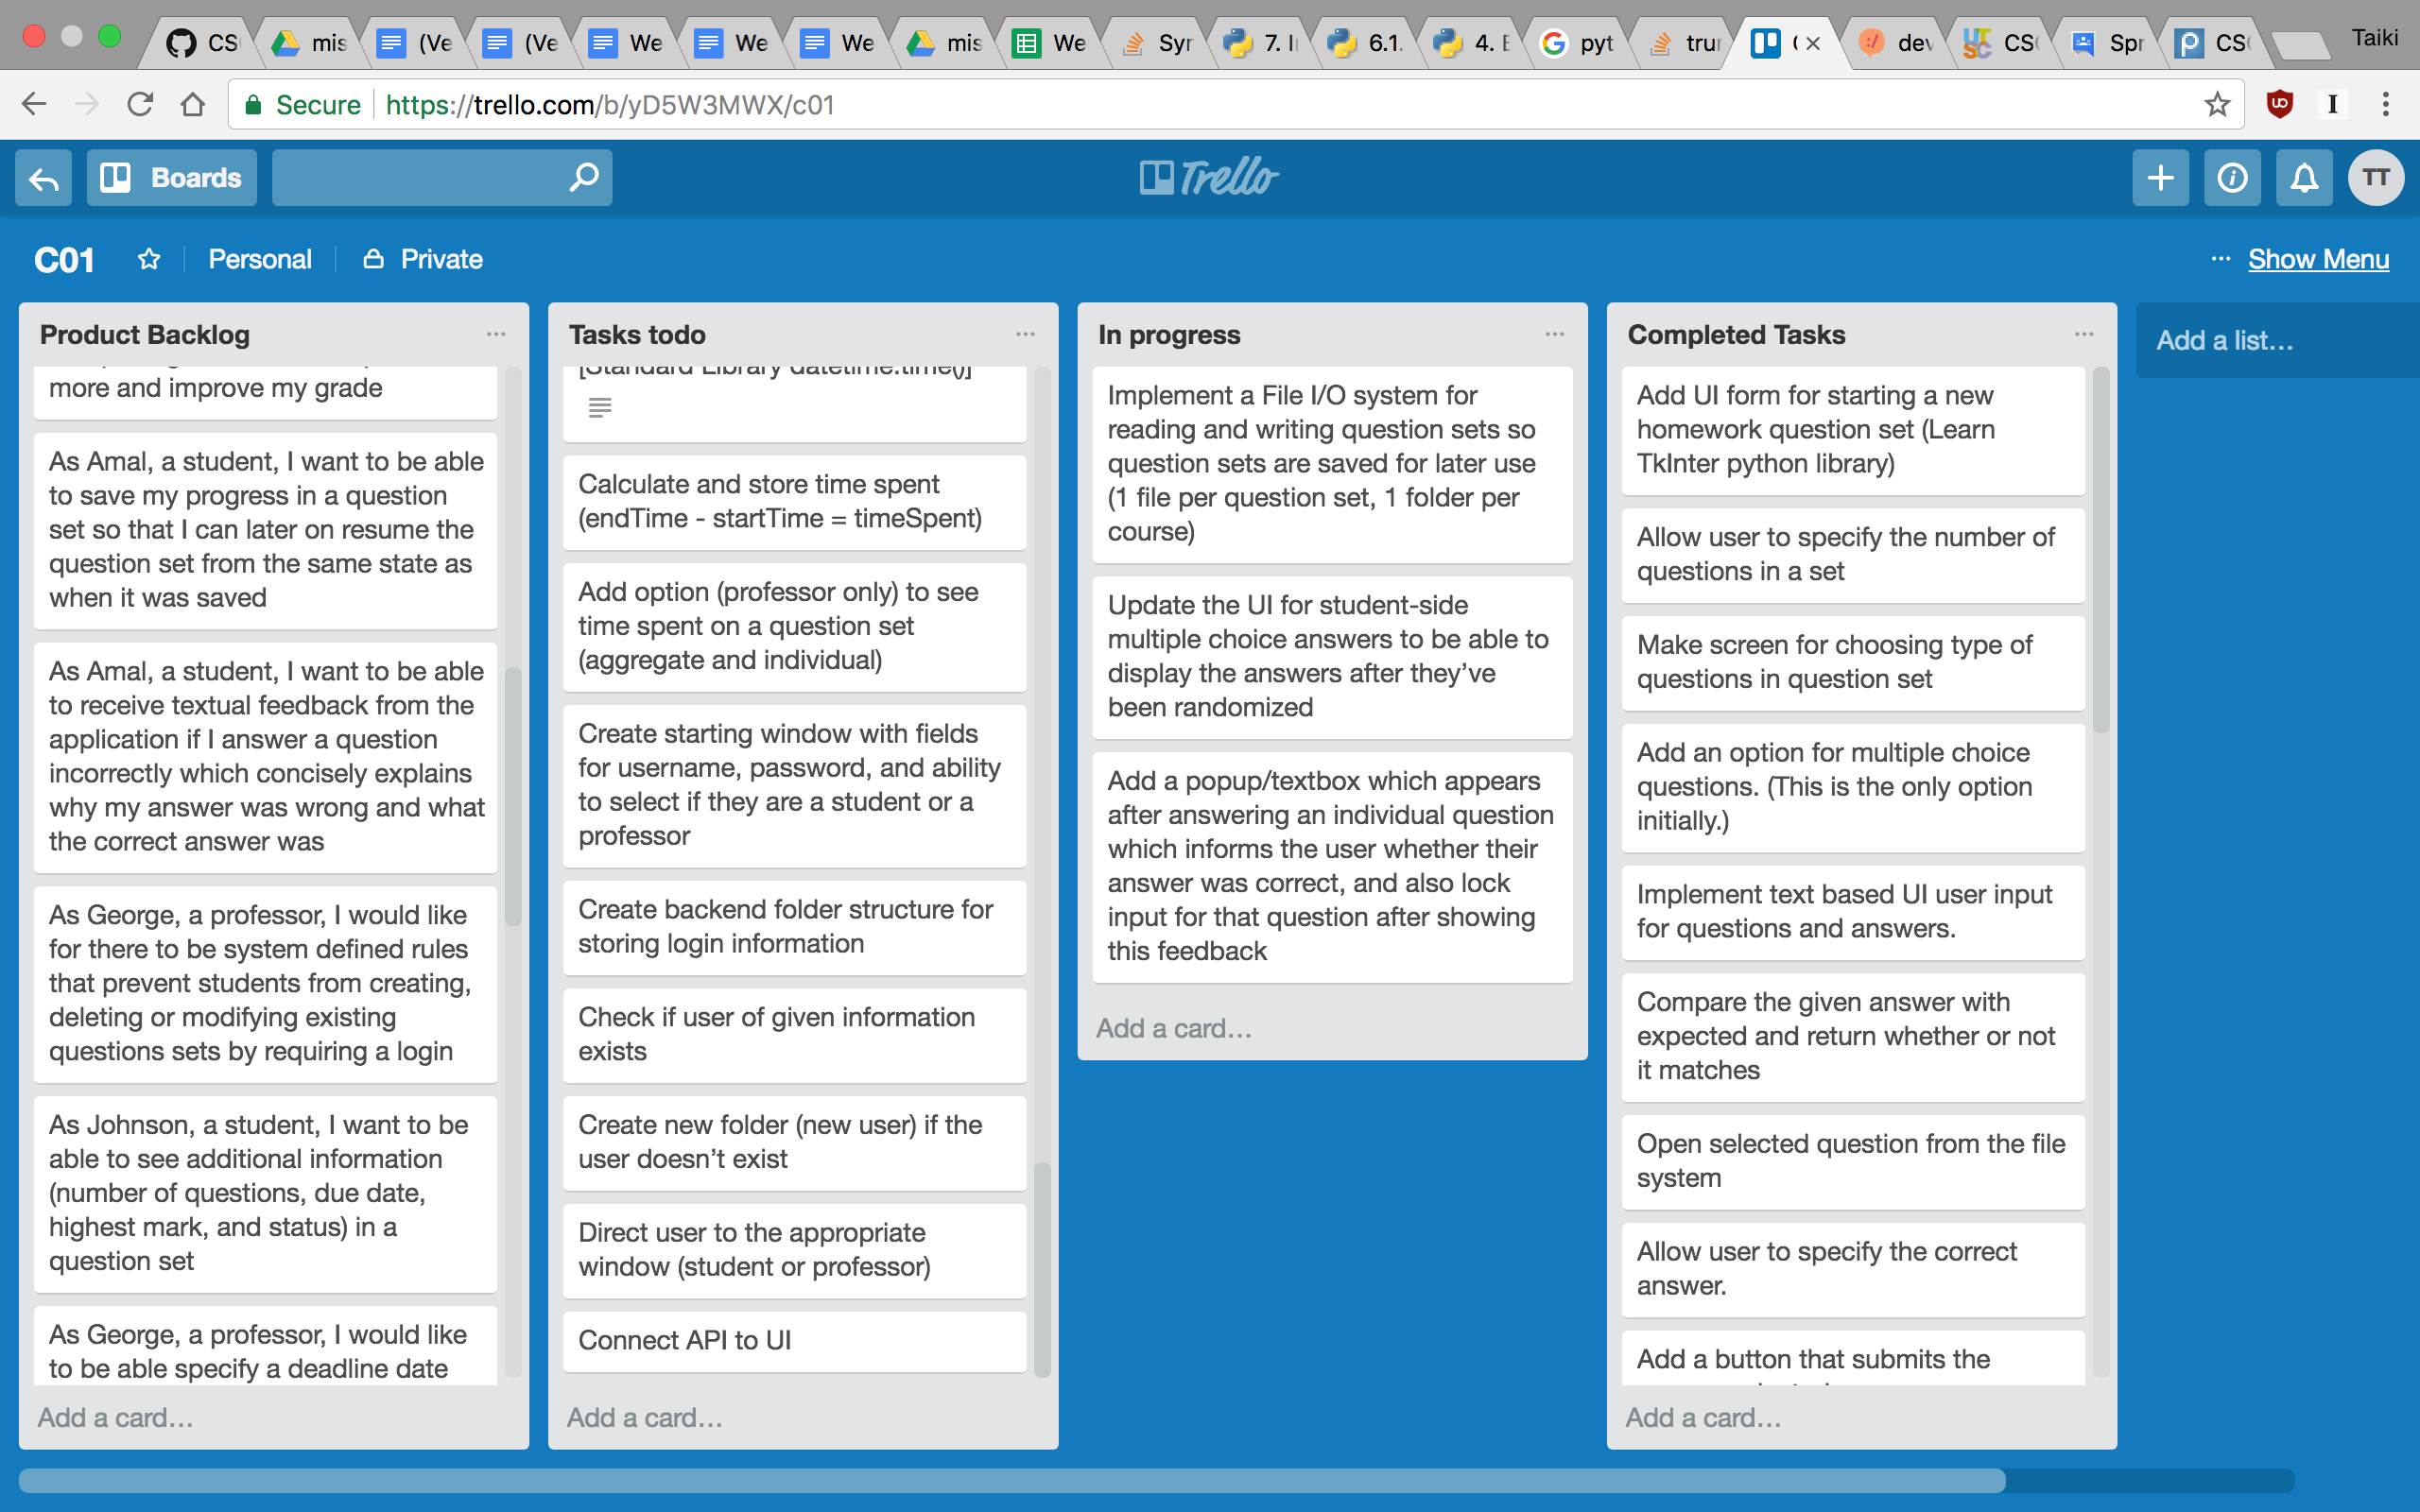 CS
mis
(Ve
(Ve
We
We
We
mis
We
Syr
7. I
6.1.
4. E
pyt
trur
dev
CS
Spr
CS
Taiki
Secure
https://trello.com/b/yD5W3MWX/c01
Boards
Trello
TT
C01
Personal
Private
Show Menu
Product Backlog
more and improve my grade
As Amal, a student, I want to be able
to save my progress in a question
set so that I can later on resume the
question set from the same state as
when it was saved
As Amal, a student, I want to be able
to receive textual feedback from the
application if I answer a question
incorrectly which concisely explains
why my answer was wrong and what
the correct answer was
As George, a professor, I would like
for there to be system defined rules
that prevent students from creating,
deleting or modifying existing
questions sets by requiring a login
As Johnson, a student, I want to be
able to see additional information
(number of questions, due date,
highest mark, and status) in a
question set
As George, a professor, I would like
to be able specify a deadline date
Add a card…
Tasks todo
[Standard Library datetime.time()]
Calculate and store time spent
(endTime - startTime = timeSpent)
Add option (professor only) to see
time spent on a question set
(aggregate and individual)
Create starting window with fields
for username, password, and ability
to select if they are a student or a
professor
Create backend folder structure for
storing login information
Check if user of given information
exists
Create new folder (new user) if the
user doesn’t exist
Direct user to the appropriate
window (student or professor)
Connect API to UI
Add a card…
In progress
Implement a File I/O system for
reading and writing question sets so
question sets are saved for later use
(1 file per question set, 1 folder per
course)
Update the UI for student-side
multiple choice answers to be able to
display the answers after they’ve
been randomized
Add a popup/textbox which appears
after answering an individual question
which informs the user whether their
answer was correct, and also lock
input for that question after showing
this feedback
Add a card…
Completed Tasks
Add UI form for starting a new
homework question set (Learn
TkInter python library)
Allow user to specify the number of
questions in a set
Make screen for choosing type of
questions in question set
Add an option for multiple choice
questions. (This is the only option
initially.)
Implement text based UI user input
for questions and answers.
Compare the given answer with
expected and return whether or not
it matches
Open selected question from the file
system
Allow user to specify the correct
answer.
Add a button that submits the
Add a card…
Add a list…